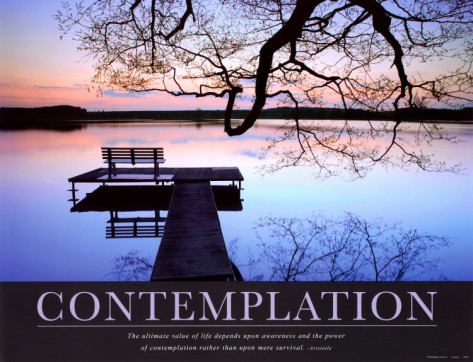 CONTEMPLATION
The ultimate value of life depends upon awareness and the power
of contemplation rather than upon mere survival. -Aristotle